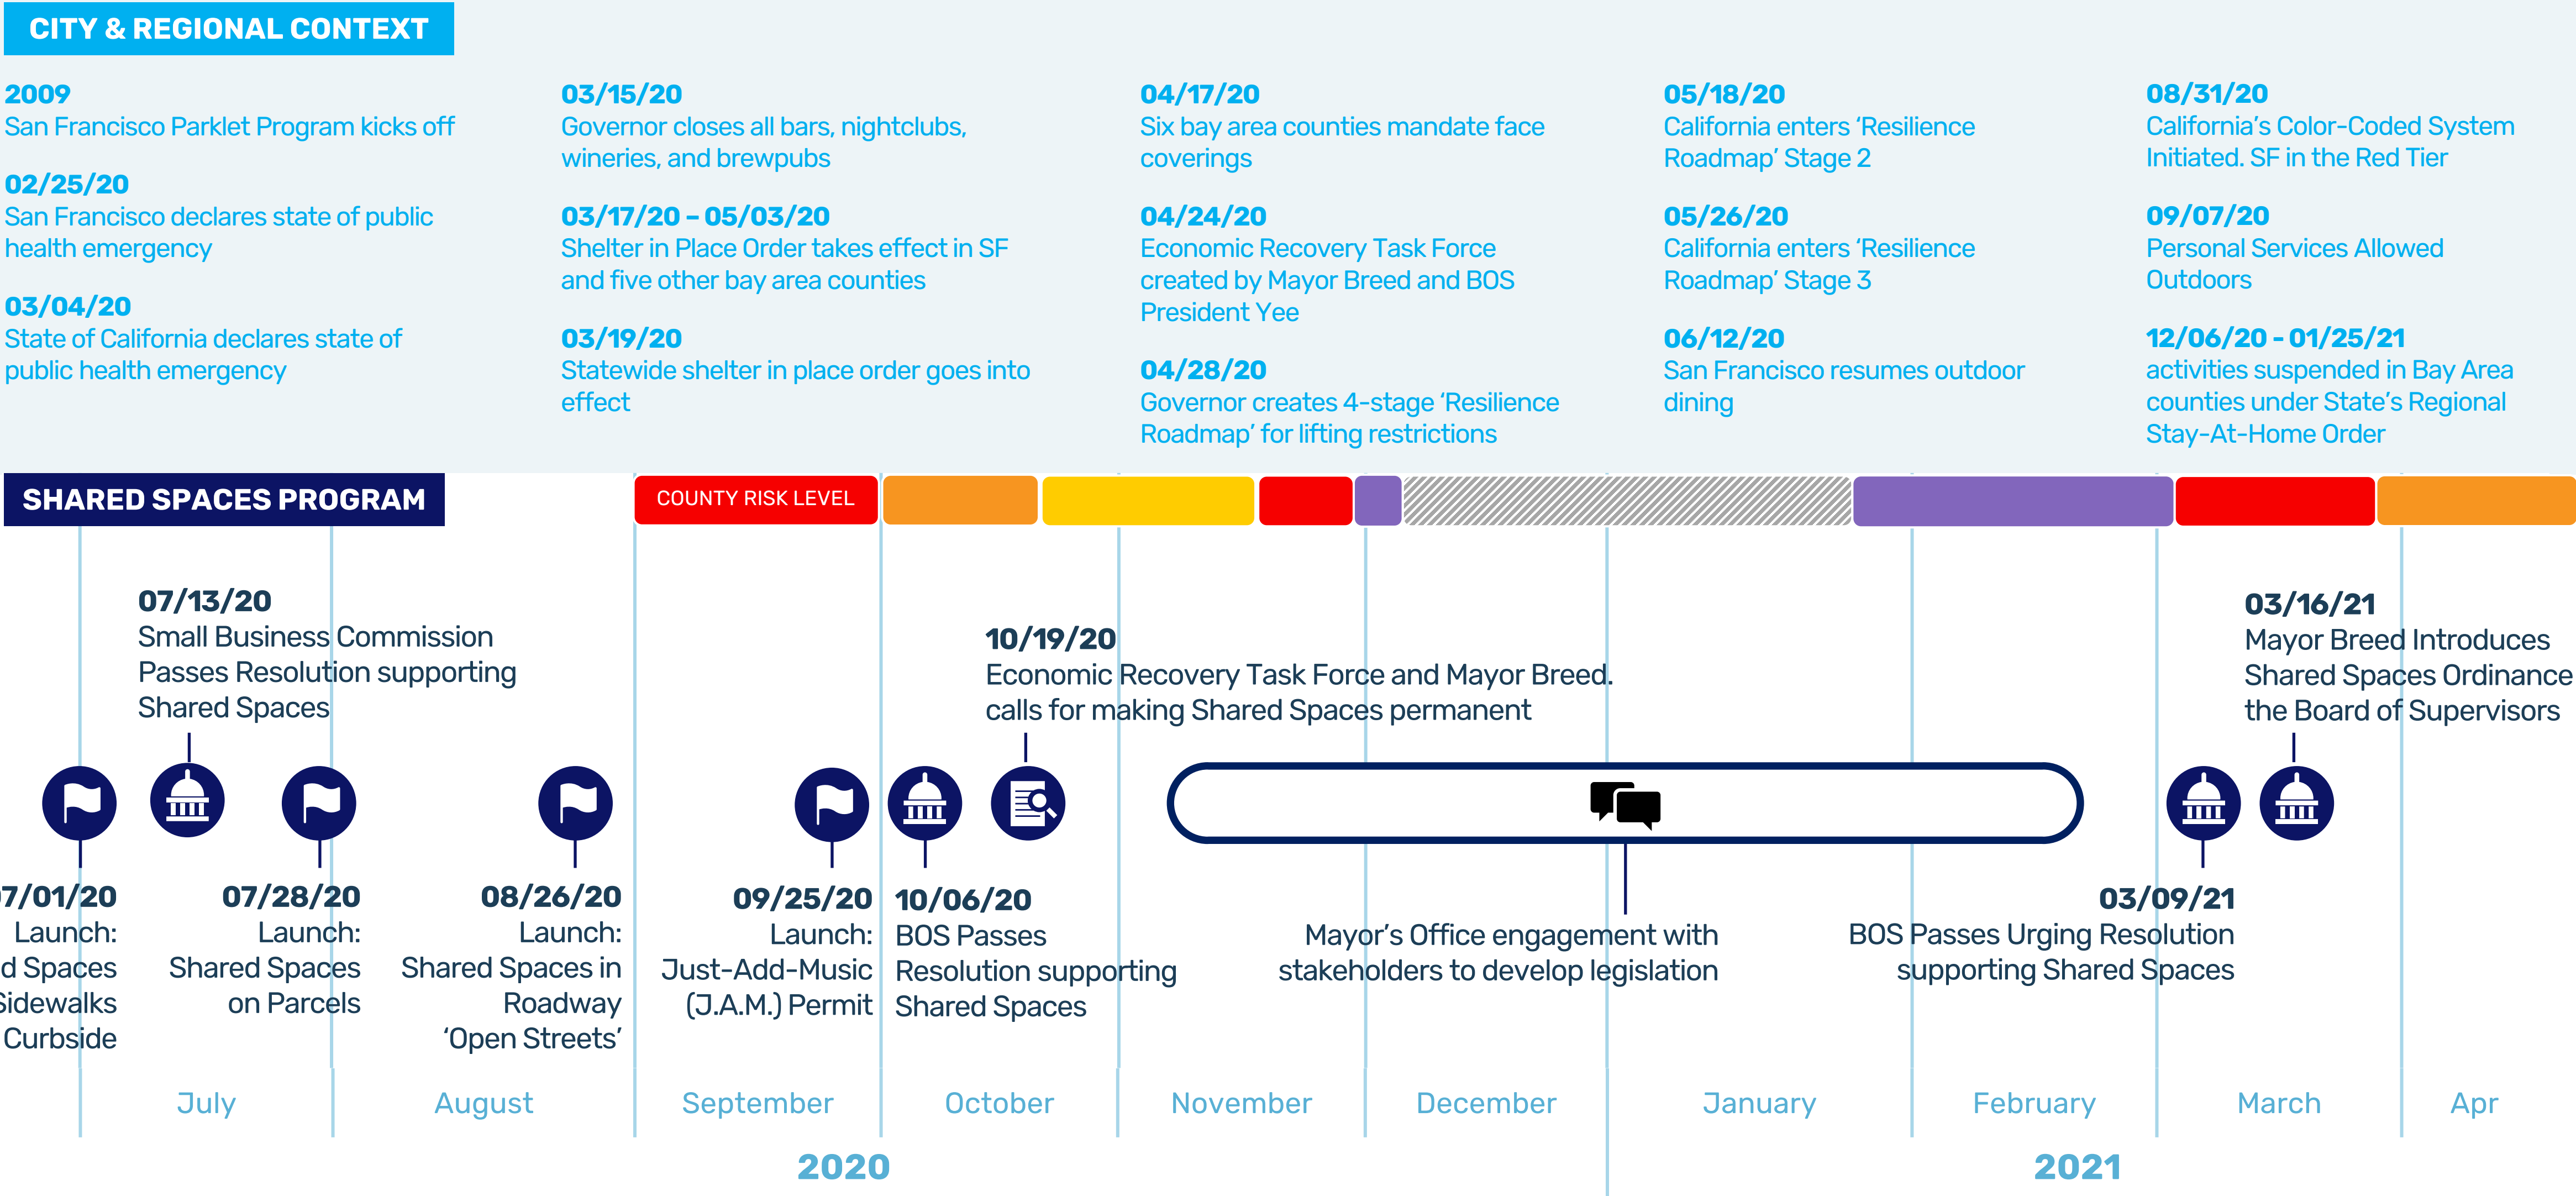 CITY & REGIONAL CONTEXT
2009
San Francisco Parklet Program kicks off
02/25/20
San Francisco declares state of public
health emergency
03/04/20
State of California declares state of
public health emergency
03/15/20
Governor closes all bars, nightclubs,
wineries, and brewpubs
03/17/20 – 05/03/20
Shelter in Place Order takes effect in SF
and five other bay area counties
03/19/20
Statewide shelter in place order goes into
effect
04/17/20
Six bay area counties mandate face
coverings
04/24/20
Economic Recovery Task Force
created by Mayor Breed and BOS
President Yee
04/28/20
Governor creates 4-stage ‘Resilience
Roadmap’ for lifting restrictions
05/18/20
California enters ‘Resilience
Roadmap’ Stage 2
05/26/20
California enters ‘Resilience
Roadmap’ Stage 3
06/12/20
San Francisco resumes outdoor
dining
08/31/20
California’s Color-Coded System
Initiated. SF in the Red Tier
09/07/20
Personal Services Allowed
Outdoors
12/06/20 - 01/25/21
activities suspended in Bay Area
counties under State’s Regional
Stay-At-Home Order
SHARED SPACES PROGRAM
COUNTY RISK LEVEL
07/13/20
Small Business Commission
Passes Resolution supporting
Shared Spaces
10/19/20
Economic Recovery Task Force and Mayor Breed.
calls for making Shared Spaces permanent
03/16/21
Mayor Breed Introduces
Shared Spaces Ordinance
the Board of Supervisors
7/01/20
Launch:
d Spaces
Sidewalks
Curbside
07/28/20
Launch:
Shared Spaces
on Parcels
08/26/20
Launch:
Shared Spaces in
Roadway
‘Open Streets’
09/25/20
Launch:
Just-Add-Music
(J.A.M.) Permit
10/06/20
BOS Passes
Resolution supporting
Shared Spaces
Mayor’s Office engagement with
stakeholders to develop legislation
03/09/21
BOS Passes Urging Resolution
supporting Shared Spaces
July
August
September
October
November
December
January
February
March
Apr
2020
2021